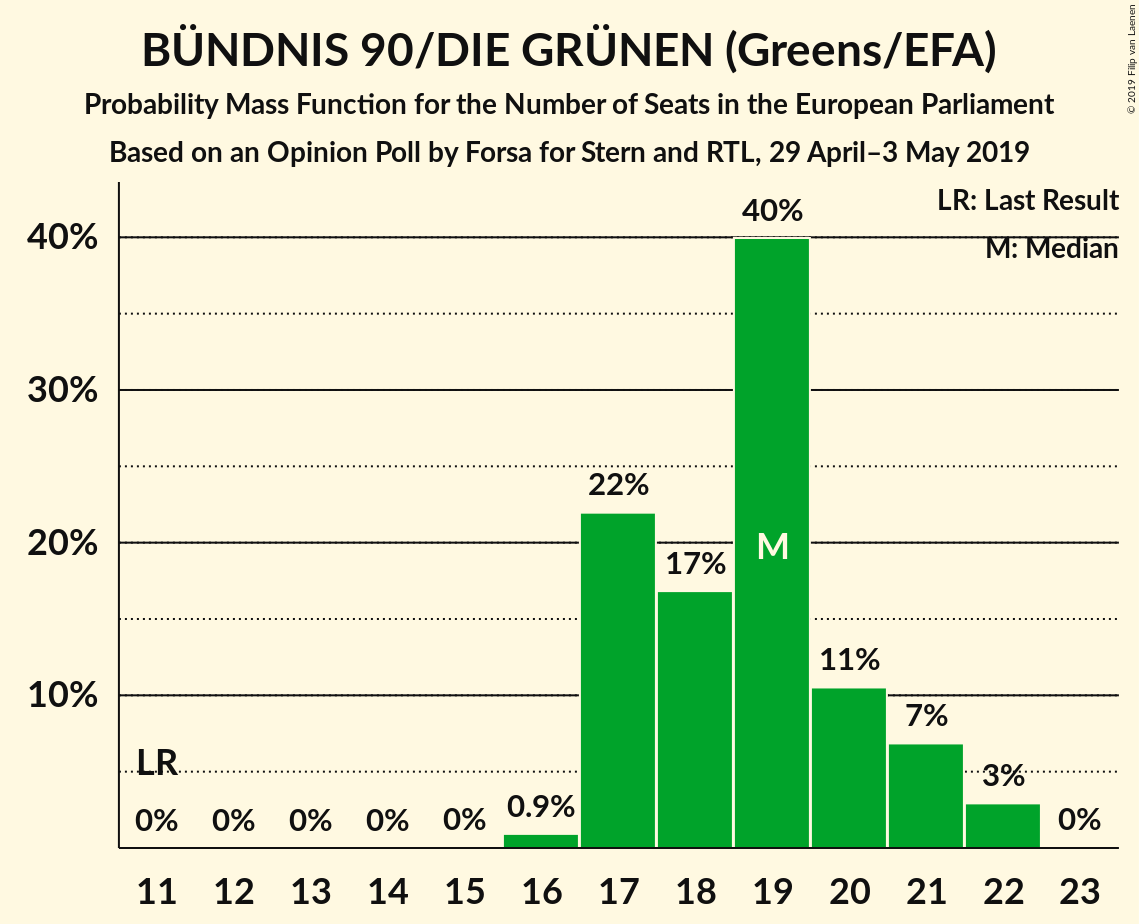 BÜNDNIS 90/DIE GRÜNEN (Greens/EFA)
Probability Mass Function for the Number of Seats in the European Parliament
Based on an Opinion Poll by Forsa for Stern and RTL, 29 April–3 May 2019
© 2019 Filip van Laenen
LR: Last Result
M: Median
40%
30%
20%
10%
LR
0%
0%
0%
0%
0%
0.9%
22%
17%
40%
M
11%
7%
3%
0%
11 12 13 14 15 16 17 18 19 20 21 22 23